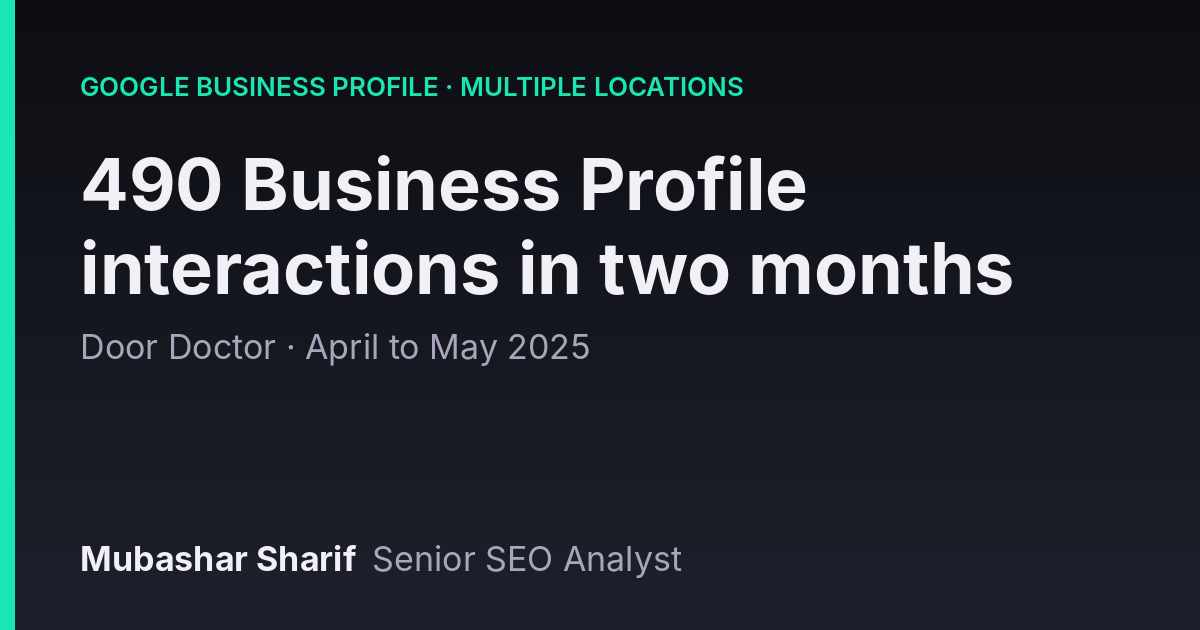 GOOGLE BUSINESS PROFILE · MULTIPLE LOCATIONS
490 Business Profile
interactions in two months
Door Doctor · April to May 2025
Mubashar Sharif Senior SEO Analyst